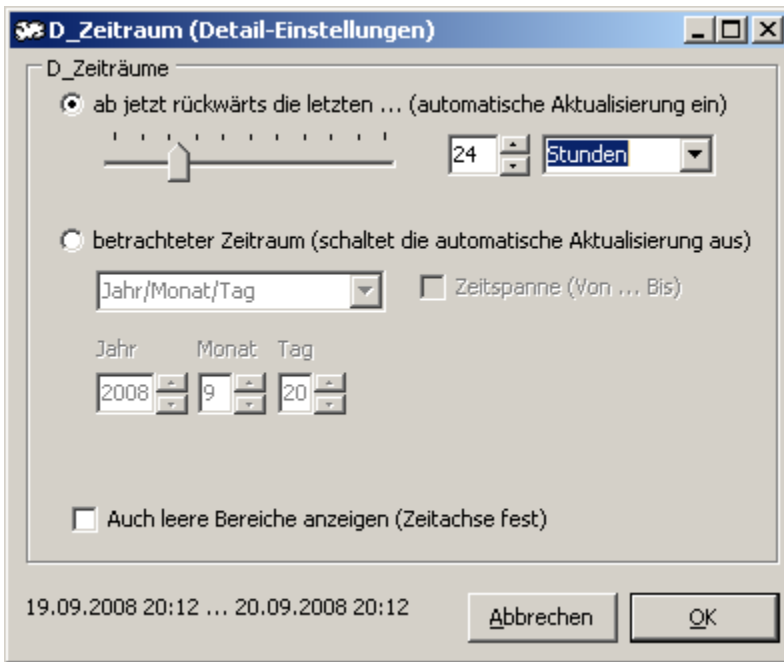 D_Zeitraum (Detail-Einstellungen)
D_Zeiträume
ab jetzt rückwärts die letzten ... (automatische Aktualisierung ein)
24 Stunden
betrachteter Zeitraum (schaltet die automatische Aktualisierung aus)
Jahr/Monat/Tag Zeitspanne (Von ... Bis)
Jahr Monat Tag
2008 9 20
Auch leere Bereiche anzeigen (Zeitachse fest)
19.09.2008 20:12 ... 20.09.2008 20:12 Abbrechen OK